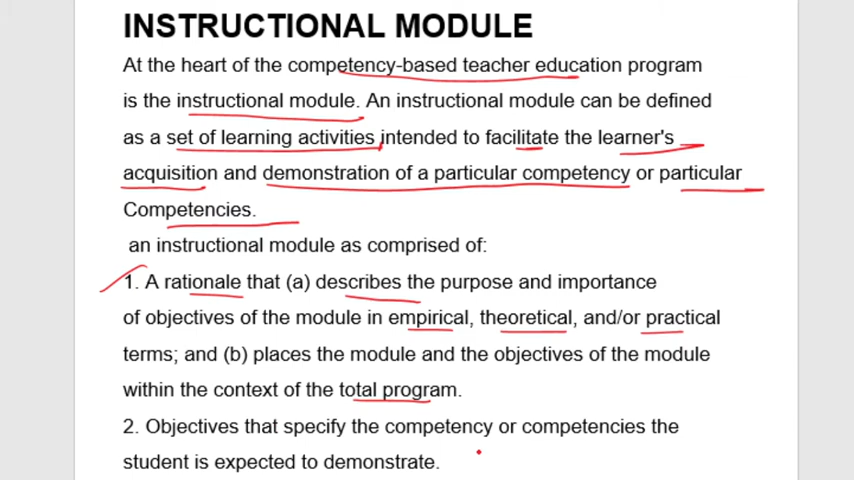 INSTRUCTIONAL MODULE
At the heart of the competency-based teacher education program
is the instructional module. An instructional module can be defined
as a set of learning activities intended to facilitate the learner's
acquisition and demonstration of a particular competency or particular
Competencies.
an instructional module as comprised of:
1. A rationale that (a) describes the purpose and importance
of objectives of the module in empirical, theoretical, and/or practical
terms; and (b) places the module and the objectives of the module
within the context of the total program.
2. Objectives that specify the competency or competencies the
student is expected to demonstrate.